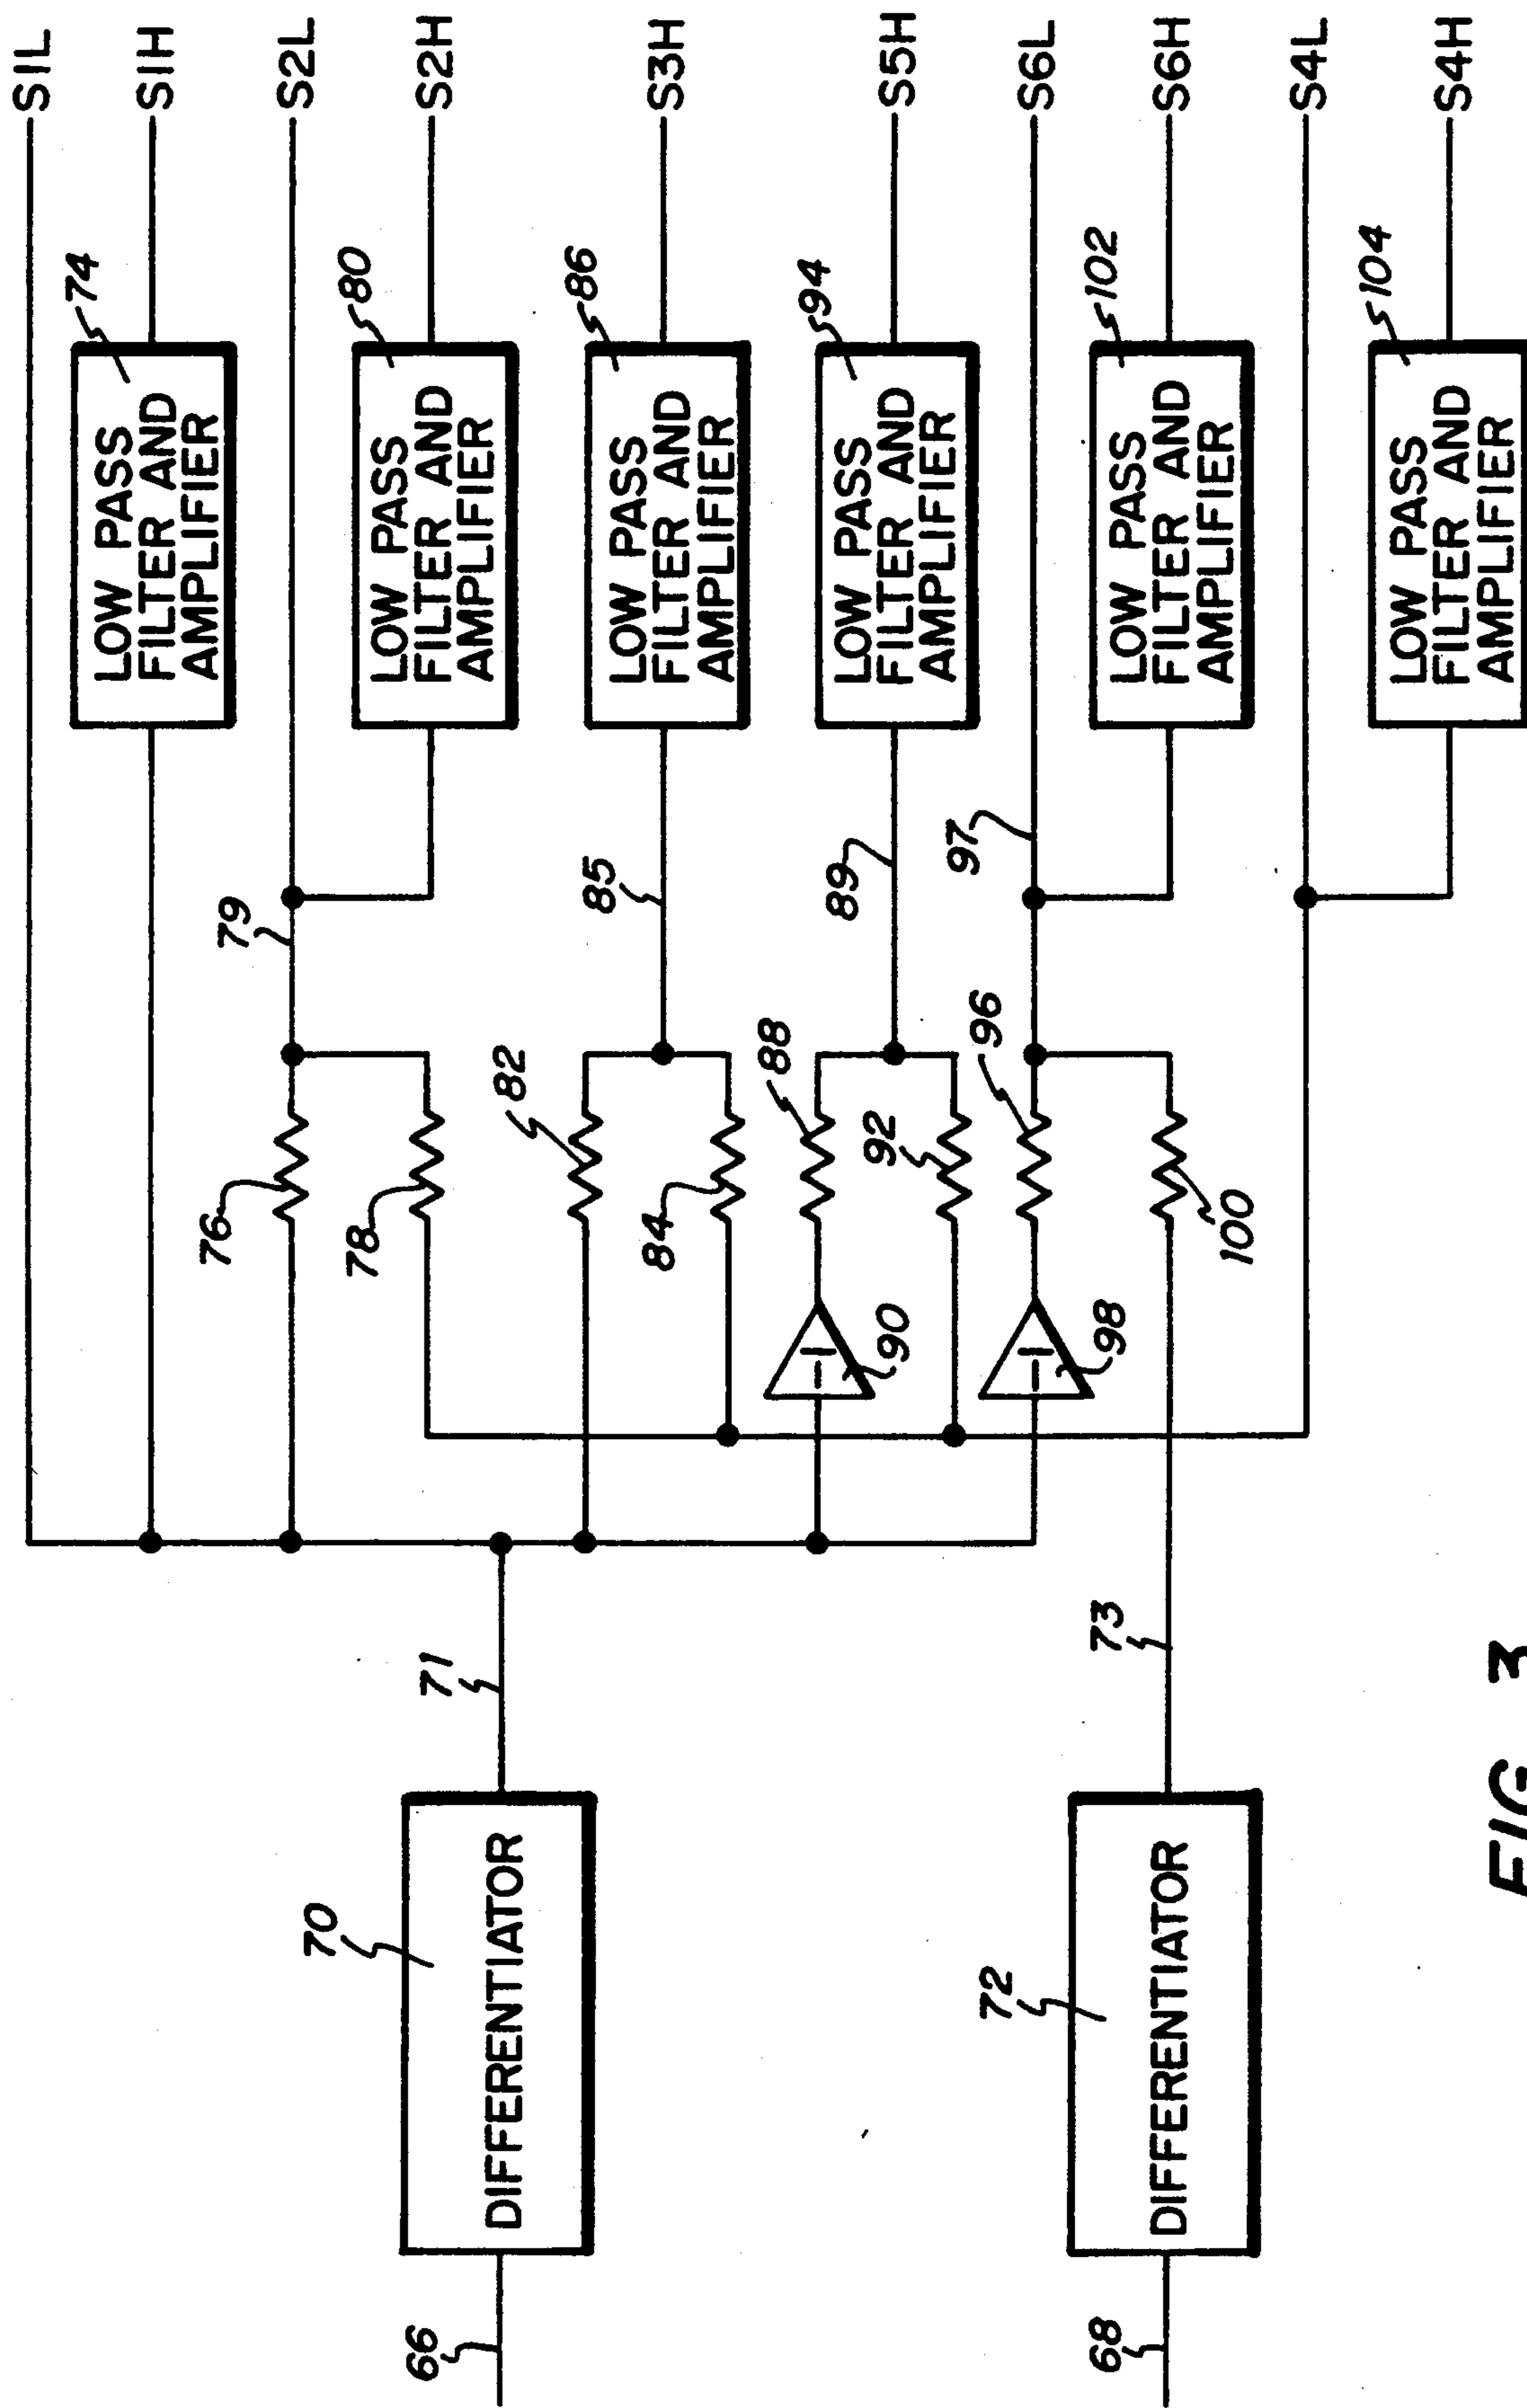 S1L
S1H
S2L
S2H
S3H
S5H
S6L
S6H
S4L
S4H
74
LOW PASS
FILTER AND
AMPLIFIER
80
LOW PASS
FILTER AND
AMPLIFIER
86
LOW PASS
FILTER AND
AMPLIFIER
94
LOW PASS
FILTER AND
AMPLIFIER
102
LOW PASS
FILTER AND
AMPLIFIER
104
LOW PASS
FILTER AND
AMPLIFIER
79
85
89
97
76
78
82
84
88
92
96
100
-1
90
-1
98
71
73
70
DIFFERENTIATOR
72
DIFFERENTIATOR
66
68
FIG. 3